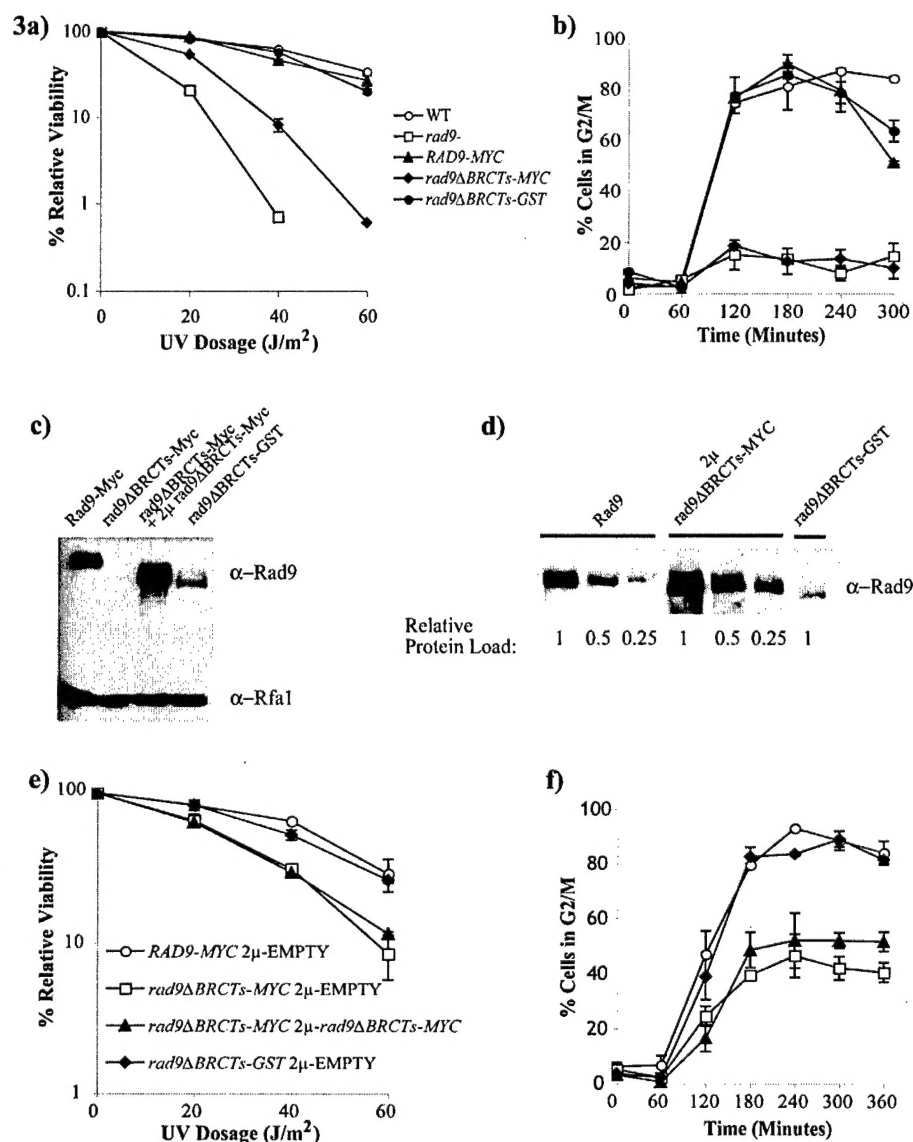 3a)
100
10
1
0.1
% Relative Viability
0
20
40
60
UV Dosage (J/m²)
WT
rad9-
RAD9-MYC
rad9ΔBRCTs-MYC
rad9ΔBRCTs-GST
b)
100
80
60
40
20
0
% Cells in G2/M
0
60
120
180
240
300
Time (Minutes)
c)
Rad9-Myc
rad9ΔBRCTs-Myc
rad9ΔBRCTs-Myc
+ 2μ rad9ΔBRCTs-Myc
rad9ΔBRCTs-GST
α-Rad9
α-Rfa1
d)
Rad9
2μ
rad9ΔBRCTs-MYC
rad9ΔBRCTs-GST
α-Rad9
Relative
Protein Load:
1 0.5 0.25 1 0.5 0.25 1
e)
100
10
1
% Relative Viability
RAD9-MYC 2μ-EMPTY
rad9ΔBRCTs-MYC 2μ-EMPTY
rad9ΔBRCTs-MYC 2μ-rad9ΔBRCTs-MYC
rad9ΔBRCTs-GST 2μ-EMPTY
0
20
40
60
UV Dosage (J/m²)
f)
100
80
60
40
20
0
% Cells in G2/M
0
60
120
180
240
300
360
Time (Minutes)